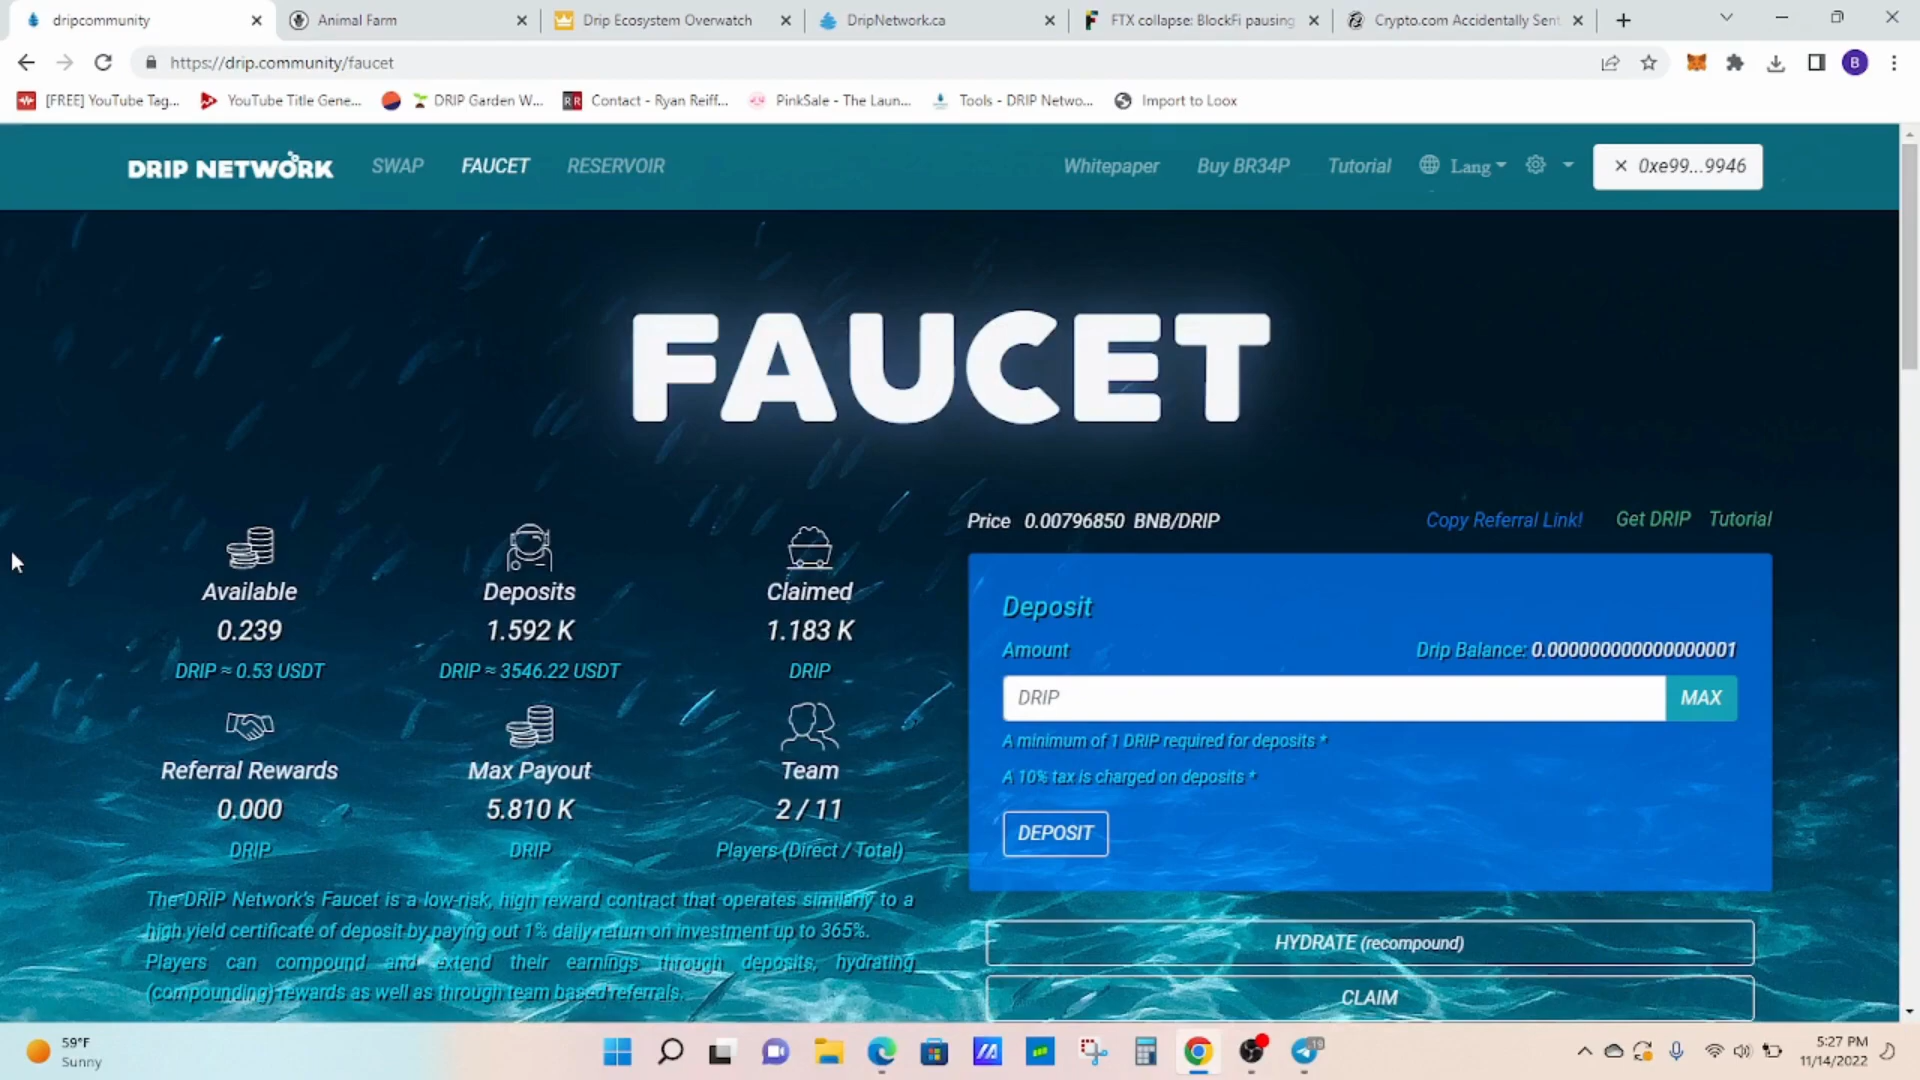 dripcommunity
Animal Farm
Drip Ecosystem Overwatch
DripNetwork.ca
FTX collapse: BlockFi pausing
Crypto.com Accidentally Sent
https://drip.community/faucet
B
[FREE] YouTube Tag...
YouTube Title Gene...
DRIP Garden W...
RR
Contact - Ryan Reiff...
PinkSale - The Laun...
Tools - DRIP Netwo...
Import to Loox
DRIP NETWORK
SWAP
FAUCET
RESERVOIR
Whitepaper
Buy BR34P
Tutorial
Lang
× 0xe99...9946
FAUCET
Available
0.239
DRIP ≈ 0.53 USDT
Deposits
1.592 K
DRIP ≈ 3546.22 USDT
Claimed
1.183 K
DRIP
Referral Rewards
0.000
DRIP
Max Payout
5.810 K
DRIP
Team
2 / 11
Players (Direct / Total)
The DRIP Network's Faucet is a low-risk, high reward contract that operates similarly to a
high yield certificate of deposit by paying out 1% daily return on investment up to 365%.
Players can compound and extend their earnings through deposits, hydrating
(compounding) rewards as well as through team based referrals.
Price 0.00796850 BNB/DRIP
Copy Referral Link!
Get DRIP
Tutorial
Deposit
Amount
Drip Balance: 0.000000000000000001
DRIP
MAX
A minimum of 1 DRIP required for deposits *
A 10% tax is charged on deposits *
DEPOSIT
HYDRATE (recompound)
CLAIM
59°F
Sunny
19
5:27 PM
11/14/2022